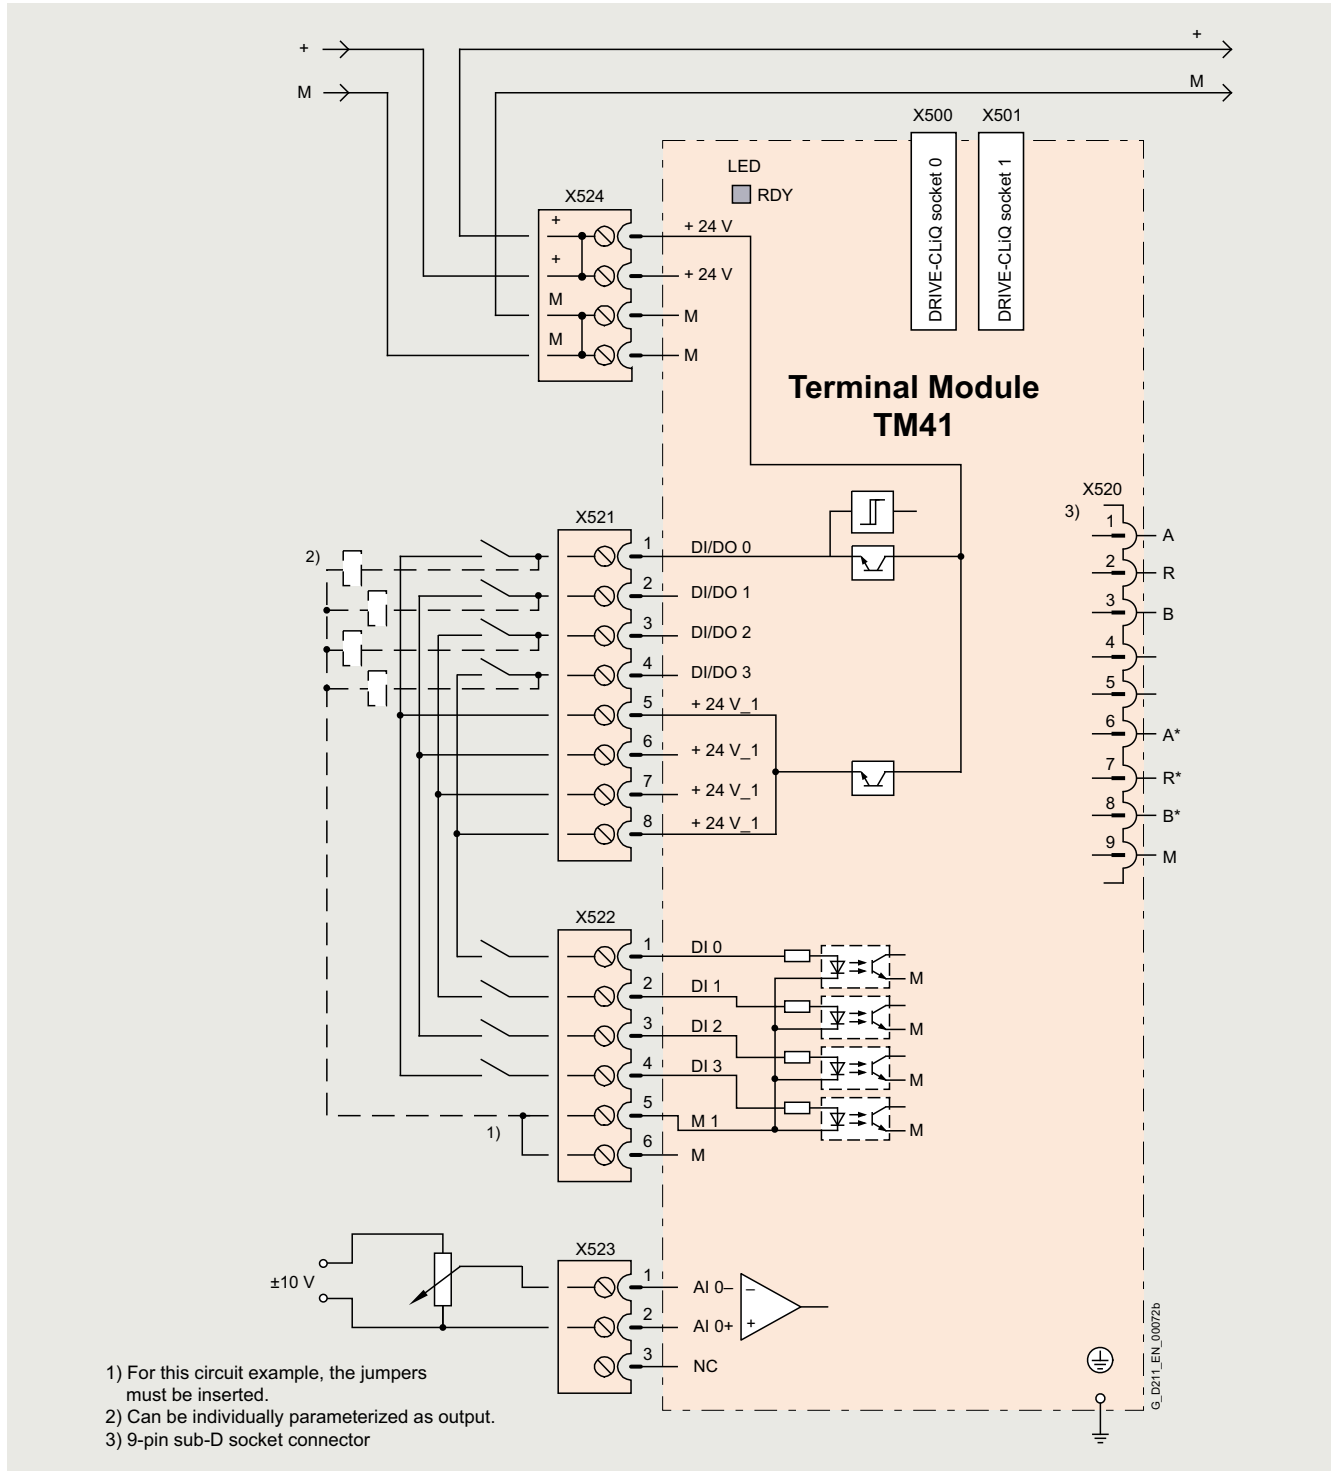 +
+
M
M
X500
X501
LED
RDY
DRIVE-CLiQ socket 0
DRIVE-CLiQ socket 1
X524
+
+ 24 V
+
+ 24 V
M
M
M
M
Terminal Module
TM41
X521
2)
1
DI/DO 0
2
DI/DO 1
3
DI/DO 2
4
DI/DO 3
5
+ 24 V_1
6
+ 24 V_1
7
+ 24 V_1
8
+ 24 V_1
X520
3)
1
A
2
R
3
B
4
5
6
A*
7
R*
8
B*
9
M
X522
1
DI 0
M
2
DI 1
M
3
DI 2
M
4
DI 3
M
5
M 1
1)
6
M
X523
±10 V
1
AI 0–
–
2
AI 0+
+
3
NC
G_D211_EN_00072b
1) For this circuit example, the jumpers
must be inserted.
2) Can be individually parameterized as output.
3) 9-pin sub-D socket connector